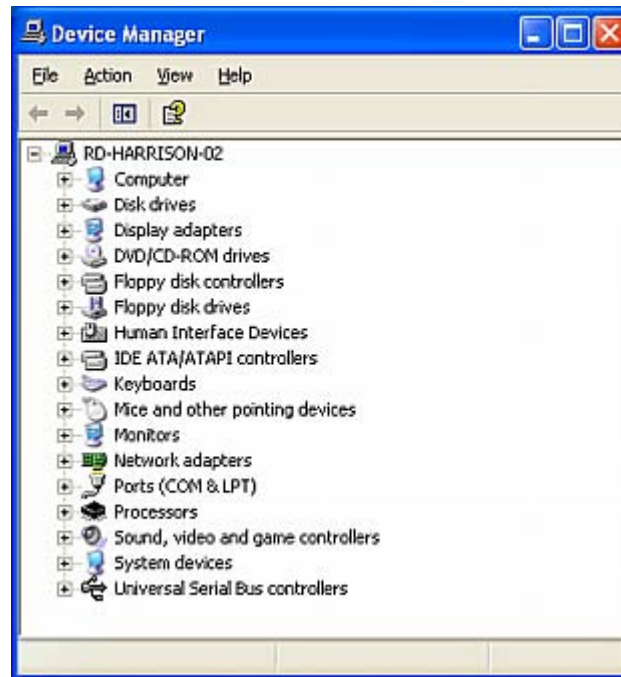 Device Manager
File Action View Help
RD-HARRISON-02
Computer
Disk drives
Display adapters
DVD/CD-ROM drives
Floppy disk controllers
Floppy disk drives
Human Interface Devices
IDE ATA/ATAPI controllers
Keyboards
Mice and other pointing devices
Monitors
Network adapters
Ports (COM & LPT)
Processors
Sound, video and game controllers
System devices
Universal Serial Bus controllers